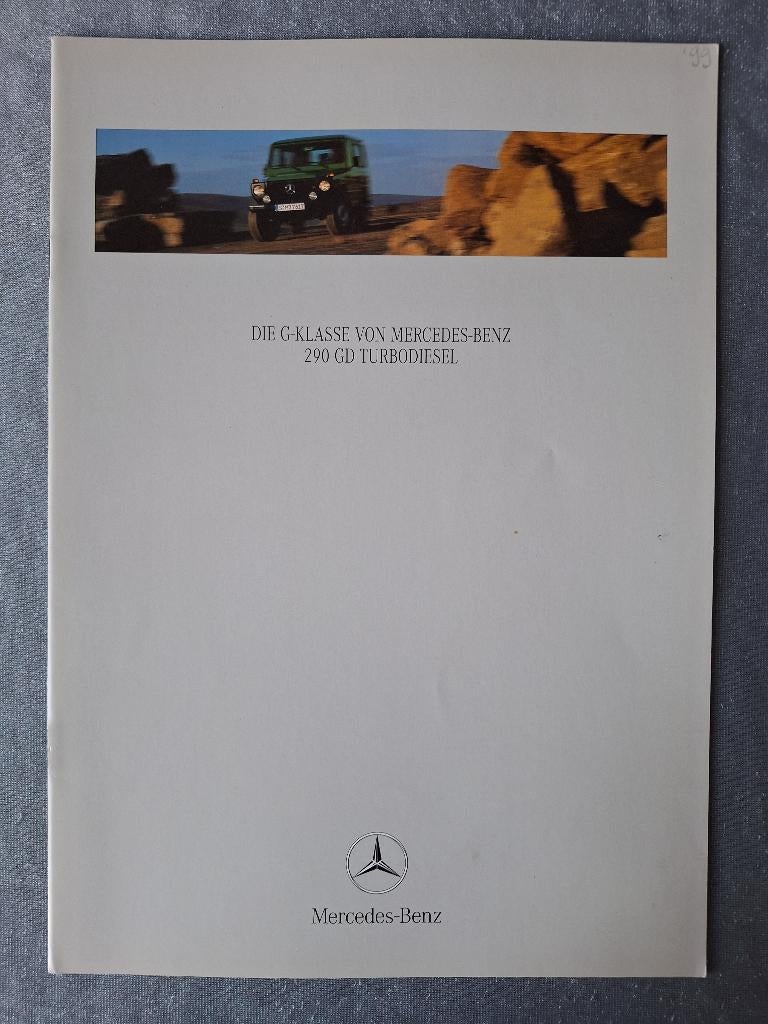 '99
DIE G-KLASSE VON MERCEDES-BENZ
290 GD TURBODIESEL
Mercedes-Benz